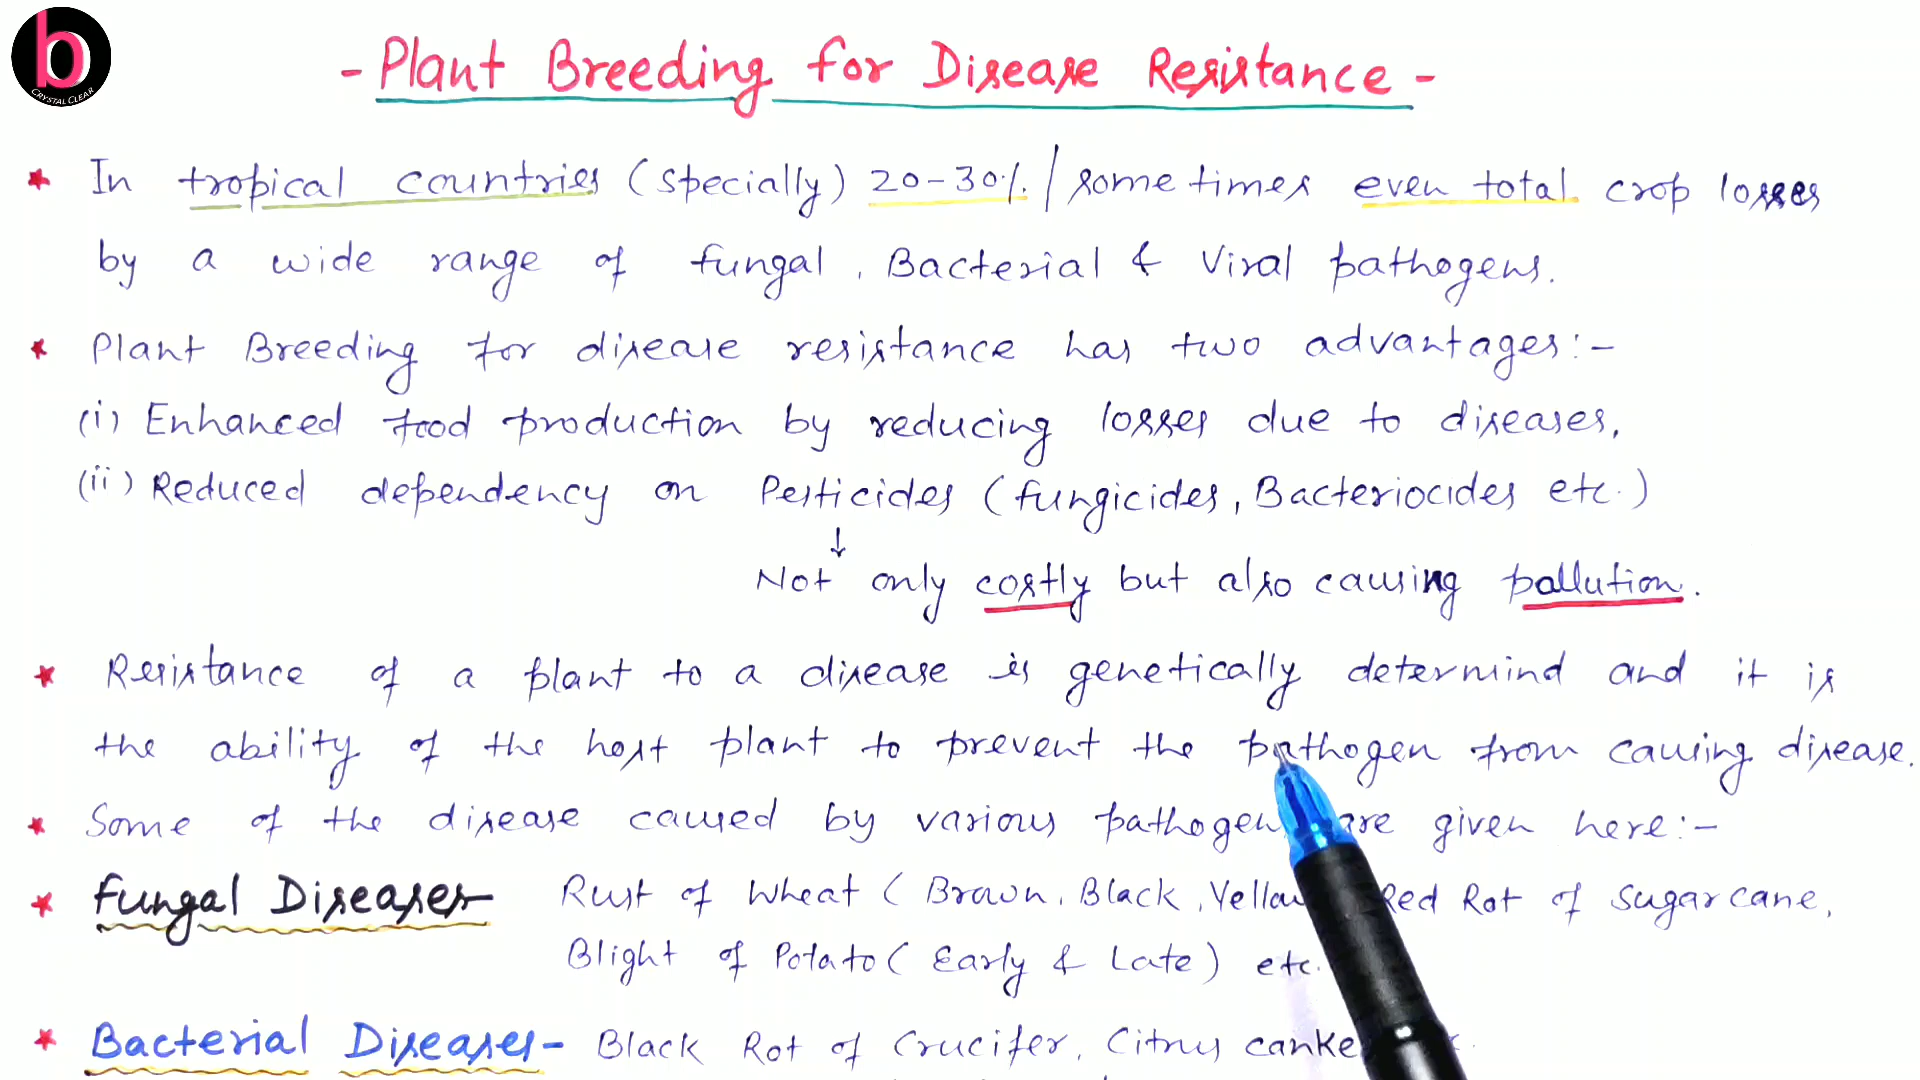 b
CRYSTAL CLEAR
- Plant Breeding for Disease Resistance -
* In tropical countries (specially) 20-30% / some times even total crop losses
by a wide range of fungal, Bacterial & Viral pathogens.
* Plant Breeding for disease resistance has two advantages:-
(i) Enhanced food production by reducing losses due to diseases,
(ii) Reduced dependency on Pesticides (fungicides, Bacteriocides etc.)
↓
Not only costly but also causing pallution.
* Resistance of a plant to a disease is genetically determind and it is
the ability of the host plant to prevent the pathogen from causing disease.
* Some of the disease caused by various pathogen are given here:-
* Fungal Diseases- Rust of Wheat (Brown, Black, Yellow Red Rot of Sugarcane,
Blight of Potato (Early & Late) etc.
* Bacterial Diseases- Black Rot of Crucifer, Citrus canke